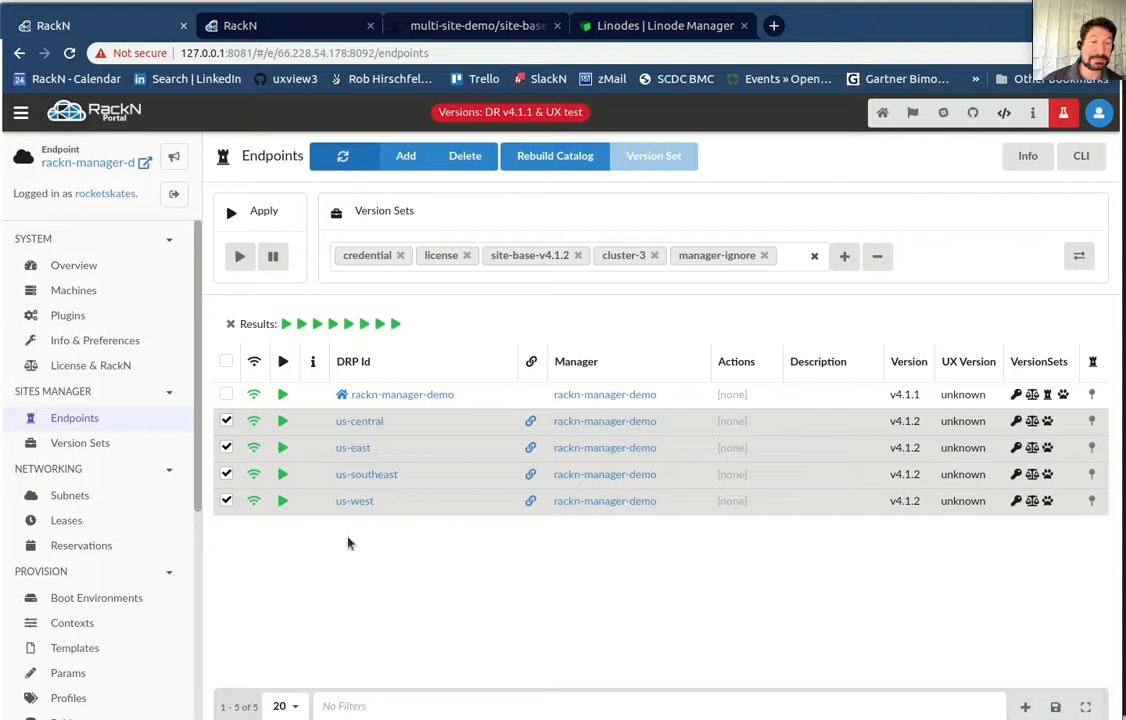 RackN
RackN
multi-site-demo/site-base
Linodes | Linode Manager
Not secure
127.0.0.1:8081/#/e/66.228.54.178:8092/endpoints
24
RackN - Calendar
Search | LinkedIn
uxview3
Rob Hirschfel...
Trello
SlackN
zMail
SCDC BMC
Events » Open...
Gartner Bimo...
»
RackN
Portal
Versions: DR v4.1.1 & UX test
Endpoint
rackn-manager-d
Logged in as rocketskates.
SYSTEM
Overview
Machines
Plugins
Info & Preferences
License & RackN
SITES MANAGER
Endpoints
Version Sets
NETWORKING
Subnets
Leases
Reservations
PROVISION
Boot Environments
Contexts
Templates
Params
Profiles
Endpoints
Add
Delete
Rebuild Catalog
Version Set
Info
CLI
Apply
Version Sets
credential
license
site-base-v4.1.2
cluster-3
manager-ignore
Results:
DRP Id Manager Actions Description Version UX Version VersionSets
rackn-manager-demo rackn-manager-demo [none] v4.1.1 unknown
us-central rackn-manager-demo [none] v4.1.2 unknown
us-east rackn-manager-demo [none] v4.1.2 unknown
us-southeast rackn-manager-demo [none] v4.1.2 unknown
us-west rackn-manager-demo [none] v4.1.2 unknown
1 - 5 of 5
20
No Filters